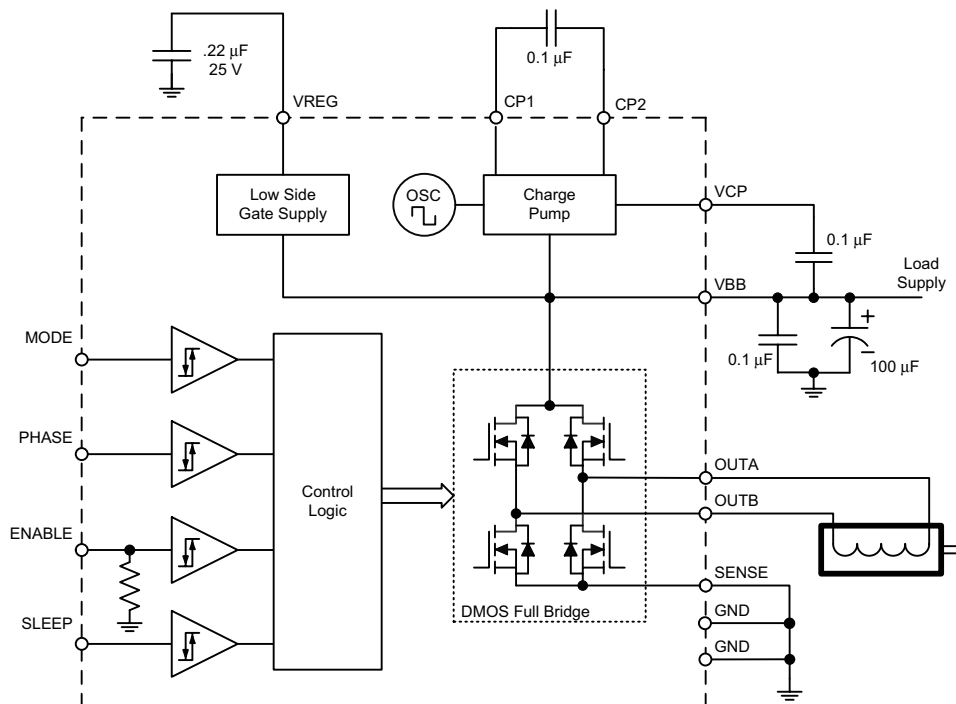 .22 μF
25 V
0.1 μF
VREG
CP1
CP2
Low Side
Gate Supply
OSC
Charge
Pump
VCP
0.1 μF
Load
Supply
VBB
MODE
0.1 μF
+
–
100 μF
PHASE
Control
Logic
OUTA
OUTB
ENABLE
SENSE
DMOS Full Bridge
GND
SLEEP
GND